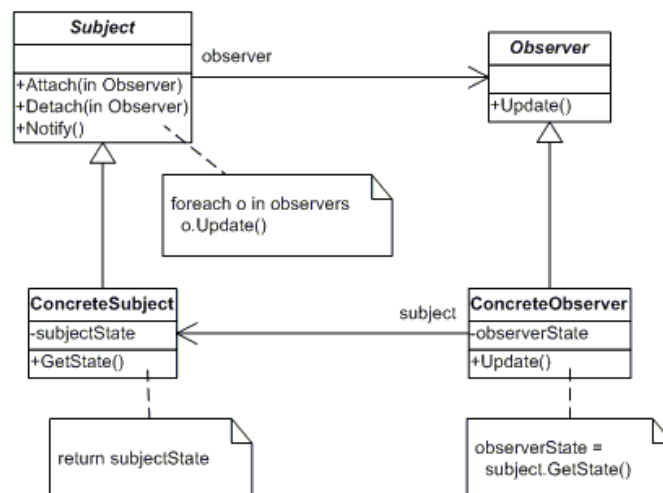 Subject
observer
Observer
+Attach(in Observer)
+Detach(in Observer)
+Notify()
+Update()
foreach o in observers
o.Update()
ConcreteSubject
-subjectState
+GetState()
subject
ConcreteObserver
-observerState
+Update()
return subjectState
observerState =
subject.GetState()